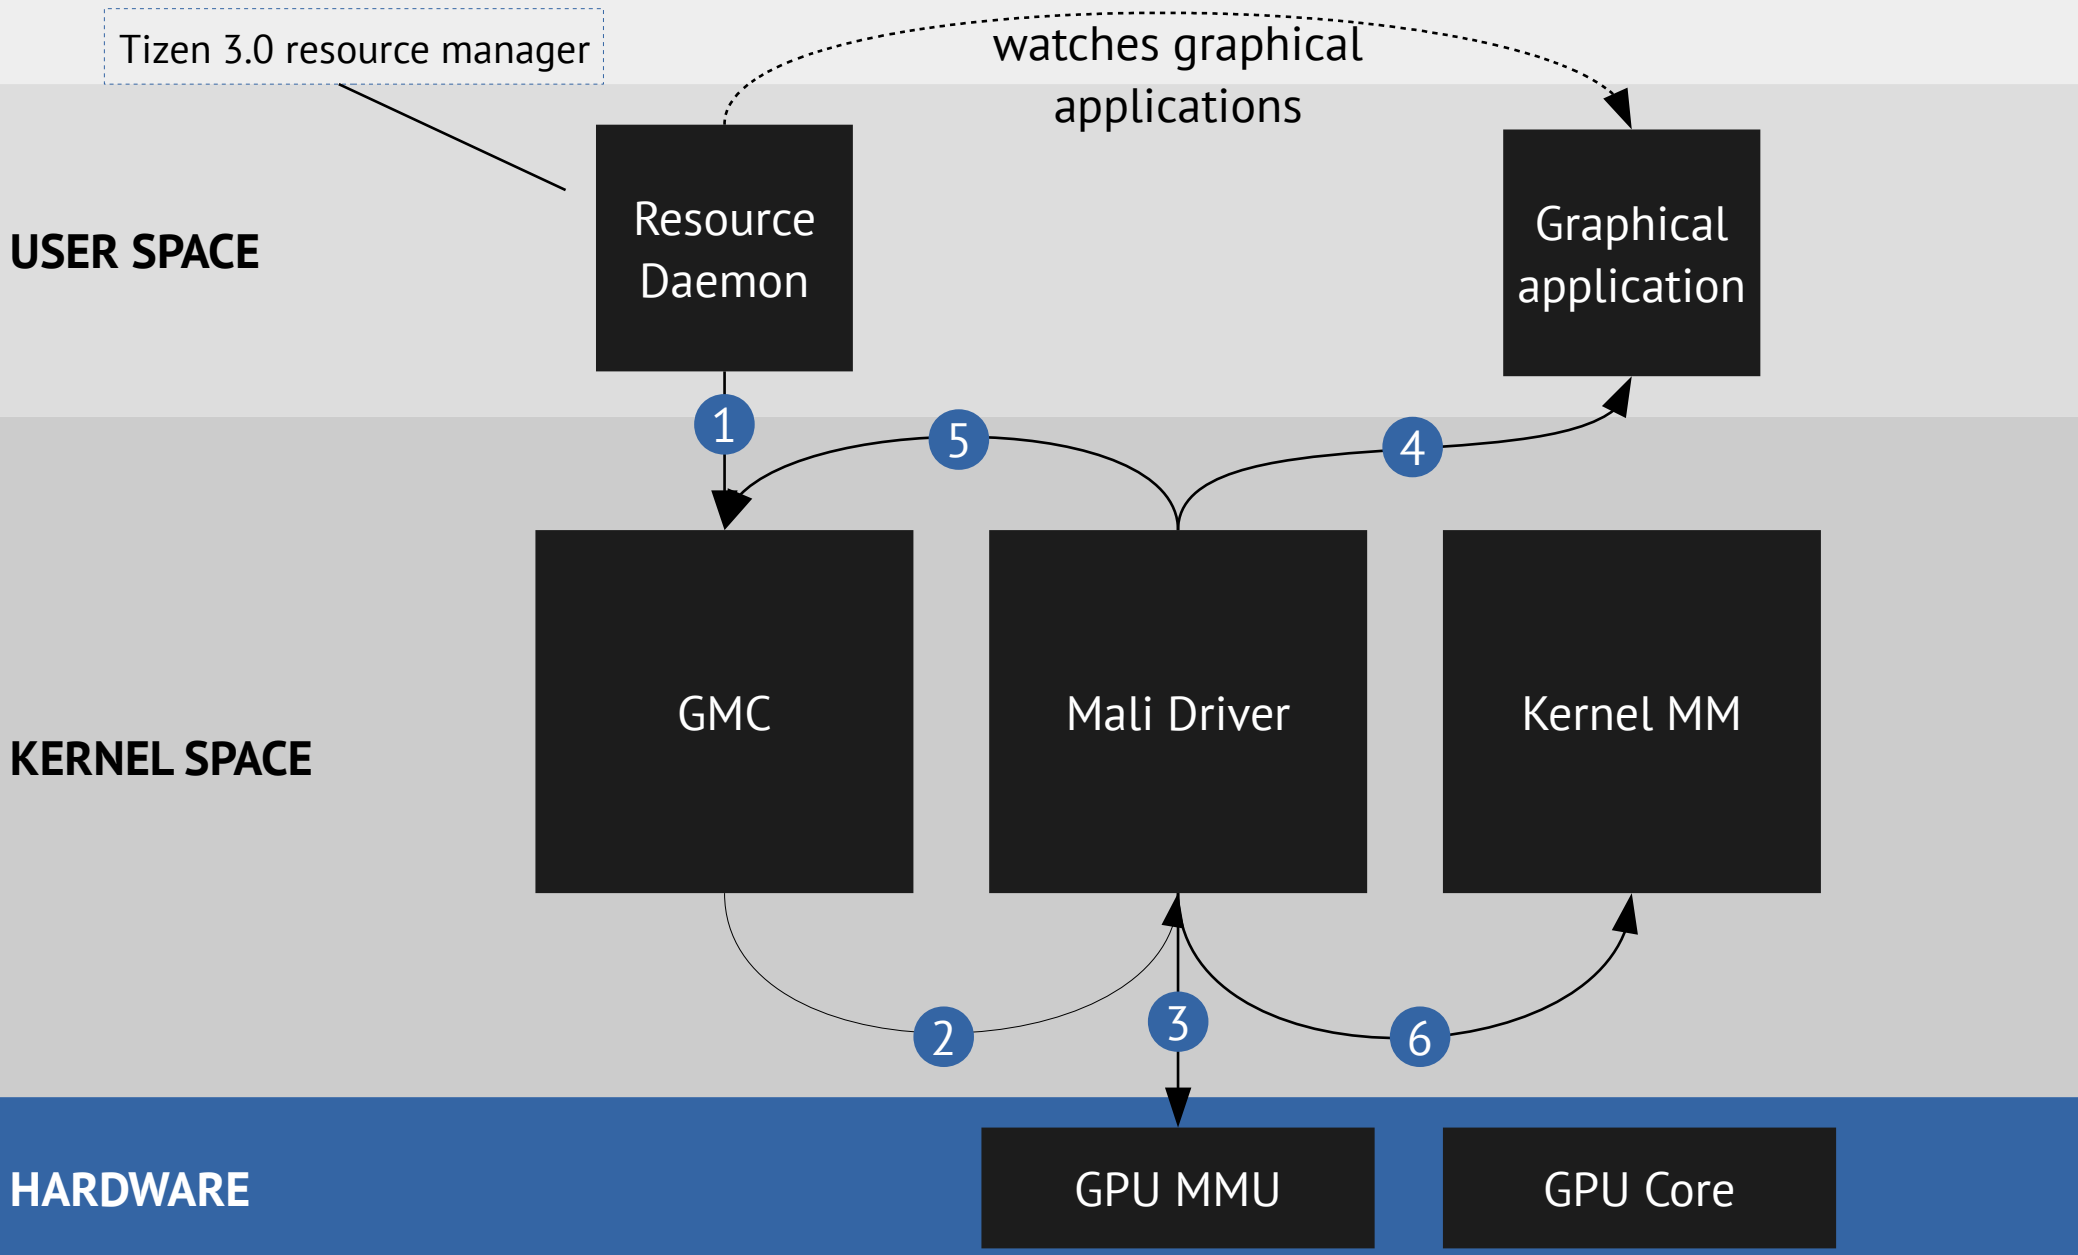 Tizen 3.0 resource manager
watches graphical
applications
Resource
Daemon
Graphical
application
USER SPACE
1
5
4
GMC
Mali Driver
Kernel MM
KERNEL SPACE
2
3
6
HARDWARE
GPU MMU
GPU Core